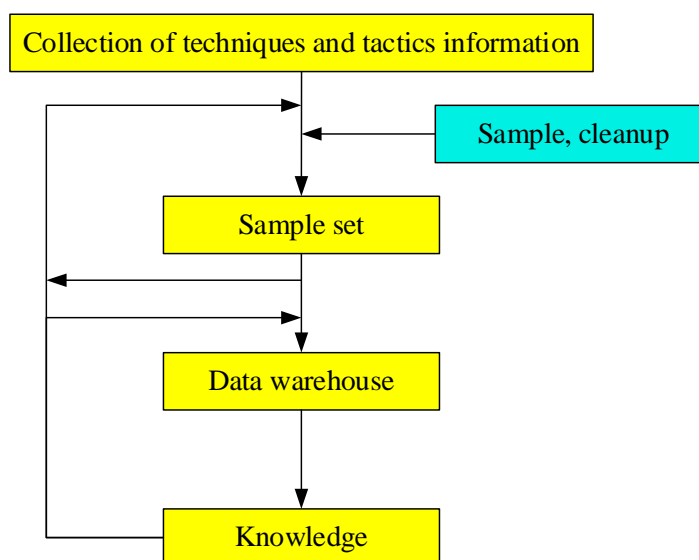 Collection of techniques and tactics information
Sample, cleanup
Sample set
Data warehouse
Knowledge